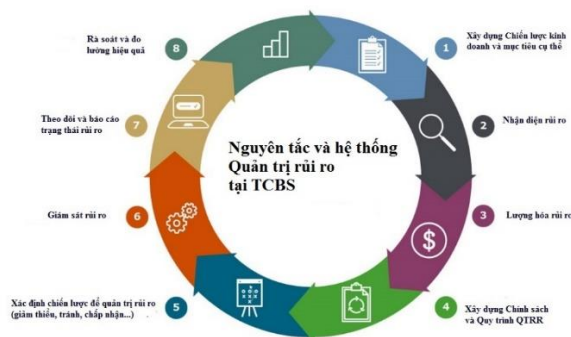 Nguyên tắc và hệ thống
Quản trị rủi ro
tại TCBS
1
Xây dựng Chiến lược kinh
doanh và mục tiêu cụ thể
2
Nhận diện rủi ro
3
Lượng hóa rủi ro
4
Xây dựng Chính sách
và Quy trình QTRR
5
Xác định chiến lược để quản trị rủi ro
(giảm thiểu, tránh, chấp nhận...)
6
Giám sát rủi ro
7
Theo dõi và báo cáo
trạng thái rủi ro
8
Rà soát và đo
lường hiệu quả
$